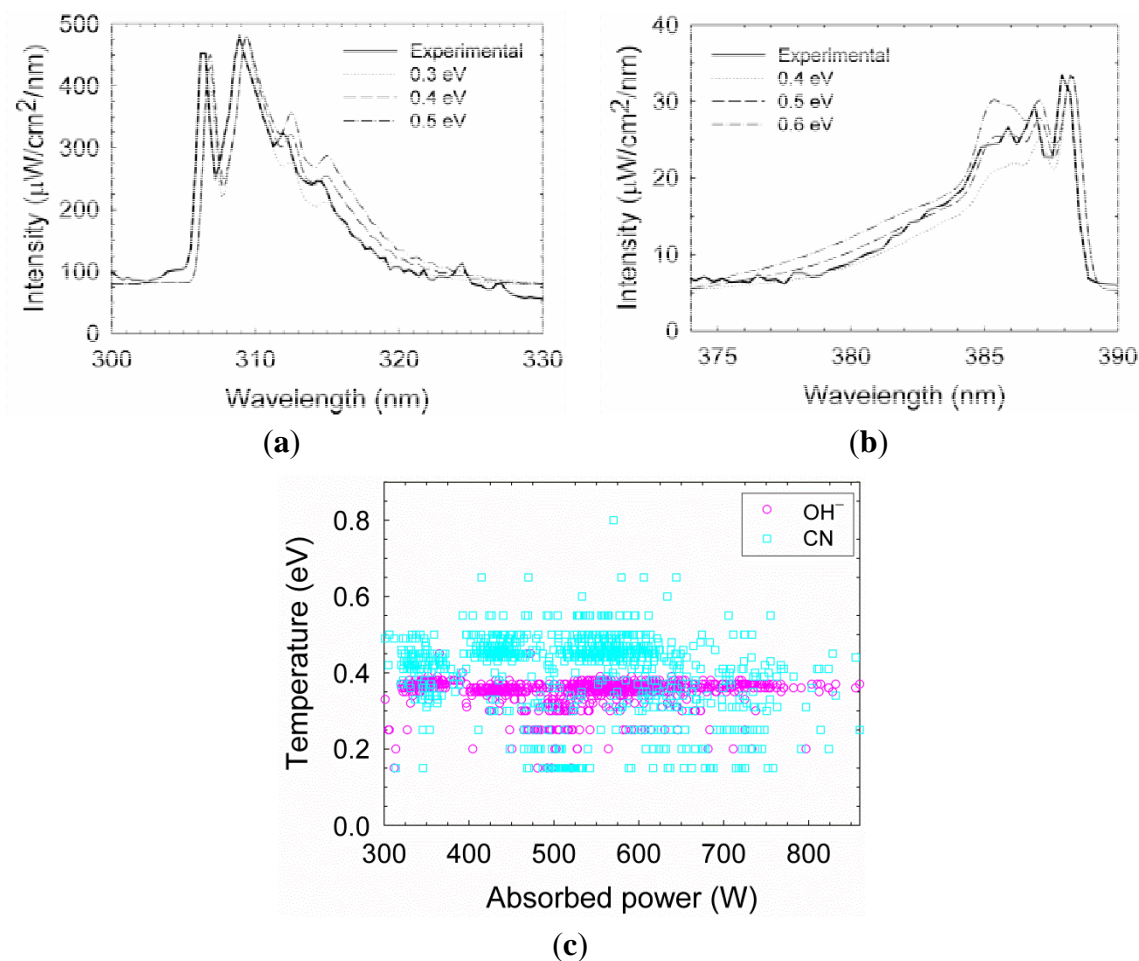 Intensity (µW/cm²/nm)
500
400
300
200
100
0
Experimental
0.3 eV
0.4 eV
0.5 eV
300
310
320
330
Wavelength (nm)
(a)
Intensity (µW/cm²/nm)
40
30
20
10
0
Experimental
0.4 eV
0.5 eV
0.6 eV
375
380
385
390
Wavelength (nm)
(b)
Temperature (eV)
0.8
0.6
0.4
0.2
0.0
OH⁻
CN
300
400
500
600
700
800
Absorbed power (W)
(c)